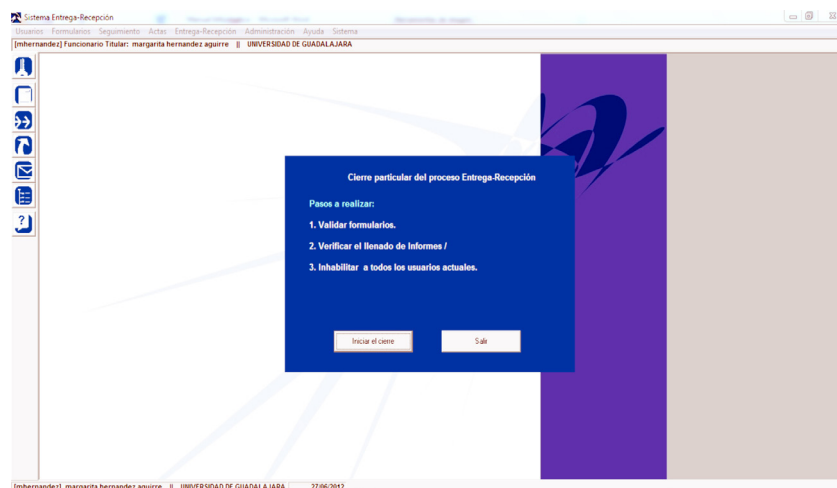 Sistema Entrega-Recepción
Usuarios Formularios Seguimiento Actas Entrega-Recepción Administración Ayuda Sistema
[mhernandez] Funcionario Titular: margarita hernandez aguirre || UNIVERSIDAD DE GUADALAJARA
Cierre particular del proceso Entrega-Recepción
Pasos a realizar:
1. Validar formularios.
2. Verificar el llenado de Informes /
3. Inhabilitar a todos los usuarios actuales.
Iniciar el cierre Salir
[mhernandez] margarita hernandez aguirre || UNIVERSIDAD DE GUADALAJARA 27/06/2012